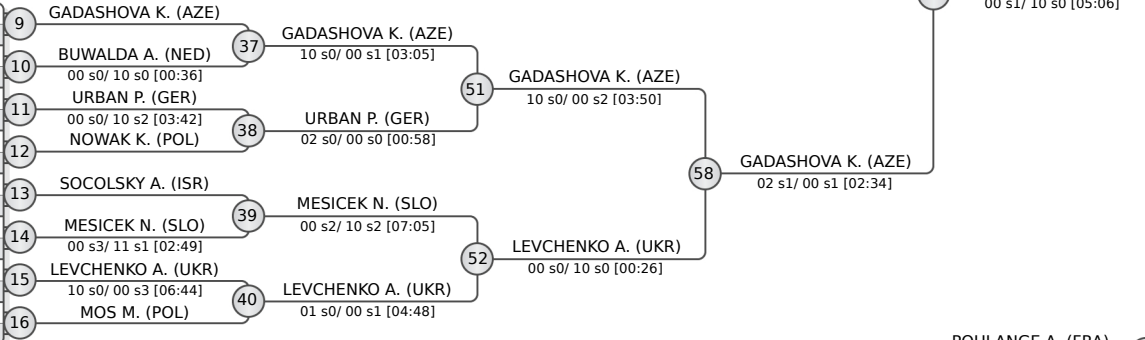 9
GADASHOVA K. (AZE)
10
BUWALDA A. (NED)
00 s0/ 10 s0 [00:36]
11
URBAN P. (GER)
00 s0/ 10 s2 [03:42]
12
NOWAK K. (POL)
13
SOCOLSKY A. (ISR)
14
MESICEK N. (SLO)
00 s3/ 11 s1 [02:49]
15
LEVCHENKO A. (UKR)
10 s0/ 00 s3 [06:44]
16
MOS M. (POL)
37
GADASHOVA K. (AZE)
10 s0/ 00 s1 [03:05]
38
URBAN P. (GER)
02 s0/ 00 s0 [00:58]
39
MESICEK N. (SLO)
00 s2/ 10 s2 [07:05]
40
LEVCHENKO A. (UKR)
01 s0/ 00 s1 [04:48]
51
GADASHOVA K. (AZE)
10 s0/ 00 s2 [03:50]
52
LEVCHENKO A. (UKR)
00 s0/ 10 s0 [00:26]
58
GADASHOVA K. (AZE)
02 s1/ 00 s1 [02:34]
00 s1/ 10 s0 [05:06]
POULANGE A. (FRA)